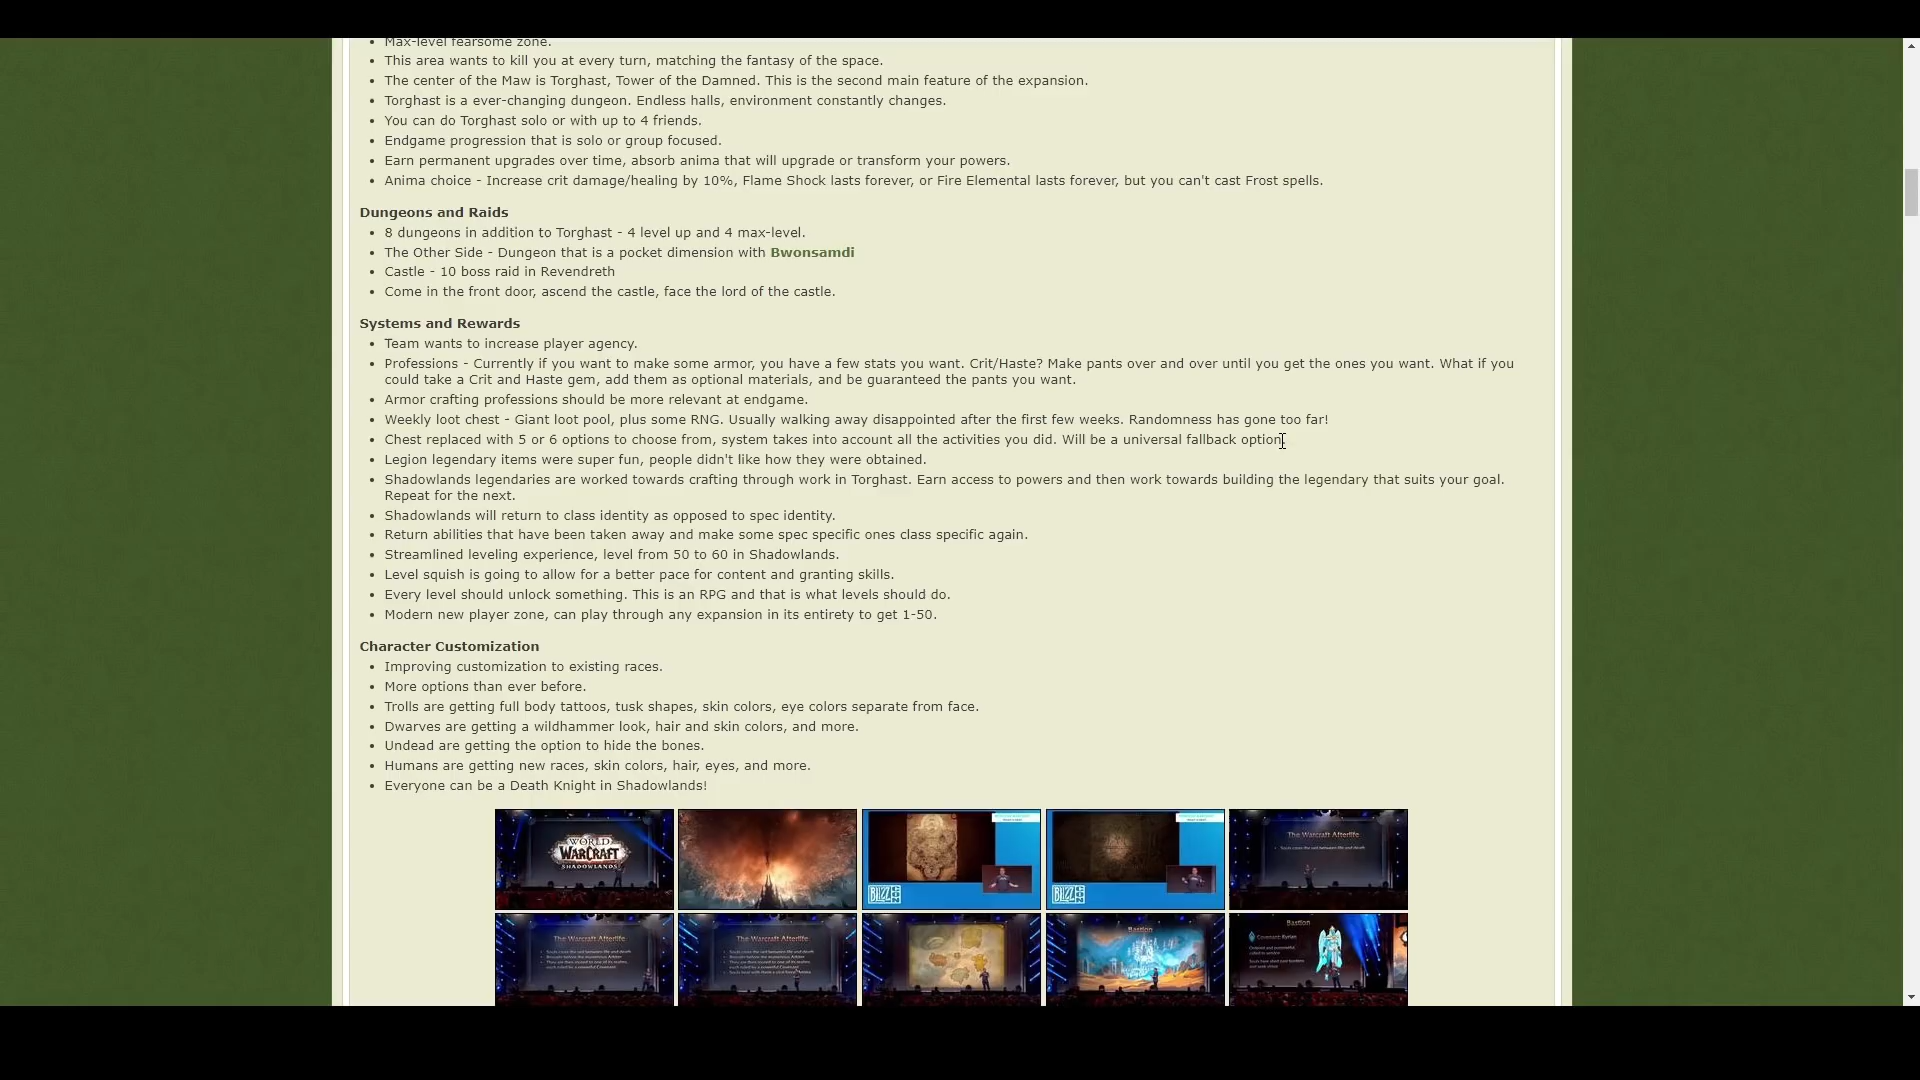 Max-level fearsome zone.
This area wants to kill you at every turn, matching the fantasy of the space.
The center of the Maw is Torghast, Tower of the Damned. This is the second main feature of the expansion.
Torghast is a ever-changing dungeon. Endless halls, environment constantly changes.
You can do Torghast solo or with up to 4 friends.
Endgame progression that is solo or group focused.
Earn permanent upgrades over time, absorb anima that will upgrade or transform your powers.
Anima choice - Increase crit damage/healing by 10%, Flame Shock lasts forever, or Fire Elemental lasts forever, but you can't cast Frost spells.
Dungeons and Raids
8 dungeons in addition to Torghast - 4 level up and 4 max-level.
The Other Side - Dungeon that is a pocket dimension with Bwonsamdi
Castle - 10 boss raid in Revendreth
Come in the front door, ascend the castle, face the lord of the castle.
Systems and Rewards
Team wants to increase player agency.
Professions - Currently if you want to make some armor, you have a few stats you want. Crit/Haste? Make pants over and over until you get the ones you want. What if you
could take a Crit and Haste gem, add them as optional materials, and be guaranteed the pants you want.
Armor crafting professions should be more relevant at endgame.
Weekly loot chest - Giant loot pool, plus some RNG. Usually walking away disappointed after the first few weeks. Randomness has gone too far!
Chest replaced with 5 or 6 options to choose from, system takes into account all the activities you did. Will be a universal fallback option.
Legion legendary items were super fun, people didn't like how they were obtained.
Shadowlands legendaries are worked towards crafting through work in Torghast. Earn access to powers and then work towards building the legendary that suits your goal.
Repeat for the next.
Shadowlands will return to class identity as opposed to spec identity.
Return abilities that have been taken away and make some spec specific ones class specific again.
Streamlined leveling experience, level from 50 to 60 in Shadowlands.
Level squish is going to allow for a better pace for content and granting skills.
Every level should unlock something. This is an RPG and that is what levels should do.
Modern new player zone, can play through any expansion in its entirety to get 1-50.
Character Customization
Improving customization to existing races.
More options than ever before.
Trolls are getting full body tattoos, tusk shapes, skin colors, eye colors separate from face.
Dwarves are getting a wildhammer look, hair and skin colors, and more.
Undead are getting the option to hide the bones.
Humans are getting new races, skin colors, hair, eyes, and more.
Everyone can be a Death Knight in Shadowlands!
WORLD
WARCRAFT
SHADOWLANDS
The Warcraft Afterlife
The Warcraft Afterlife
The Warcraft Afterlife
Bastion
Bastion